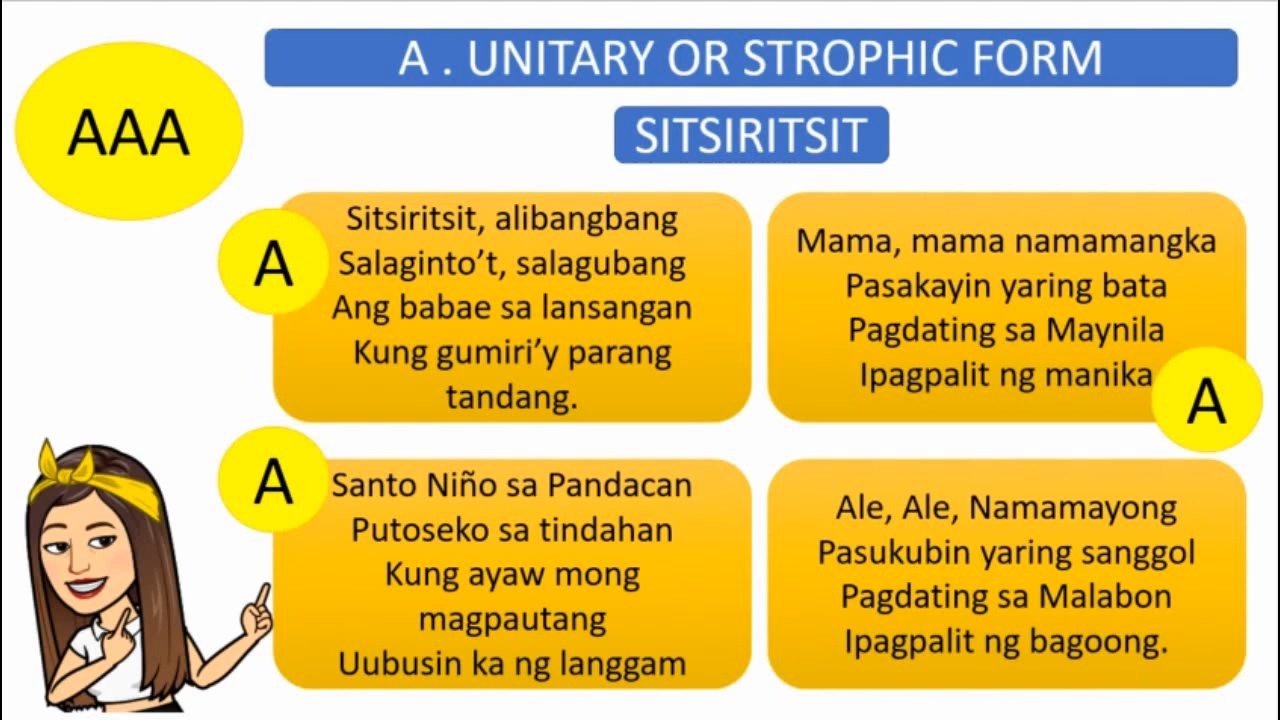 A . UNITARY OR STROPHIC FORM
AAA
SITSIRITSIT
A
Sitsiritsit, alibangbang
Salaginto’t, salagubang
Ang babae sa lansangan
Kung gumiri’y parang
tandang.
Mama, mama namamangka
Pasakayin yaring bata
Pagdating sa Maynila
Ipagpalit ng manika
A
A
Santo Niño sa Pandacan
Putoseko sa tindahan
Kung ayaw mong
magpautang
Uubusin ka ng langgam
Ale, Ale, Namamayong
Pasukubin yaring sanggol
Pagdating sa Malabon
Ipagpalit ng bagoong.